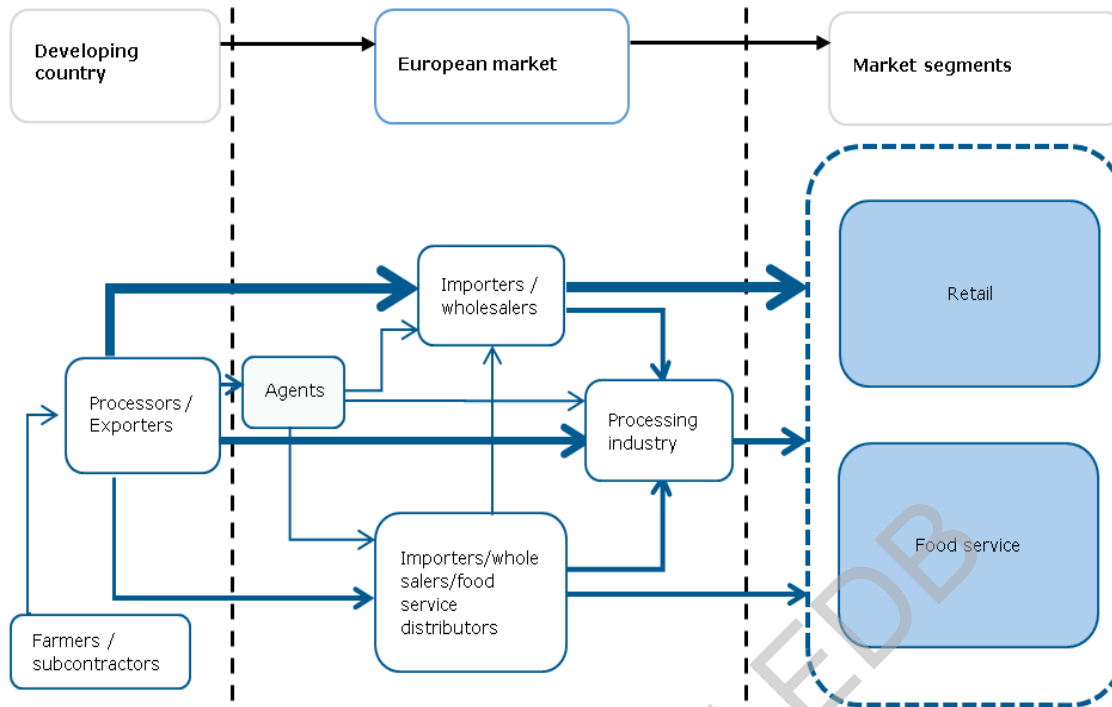 Developing
country
European market
Market segments
Retail
Importers /
wholesalers
Agents
Processors /
Exporters
Processing
industry
Food service
Importers/whole
salers/food
service
distributors
Farmers /
subcontractors
EDB